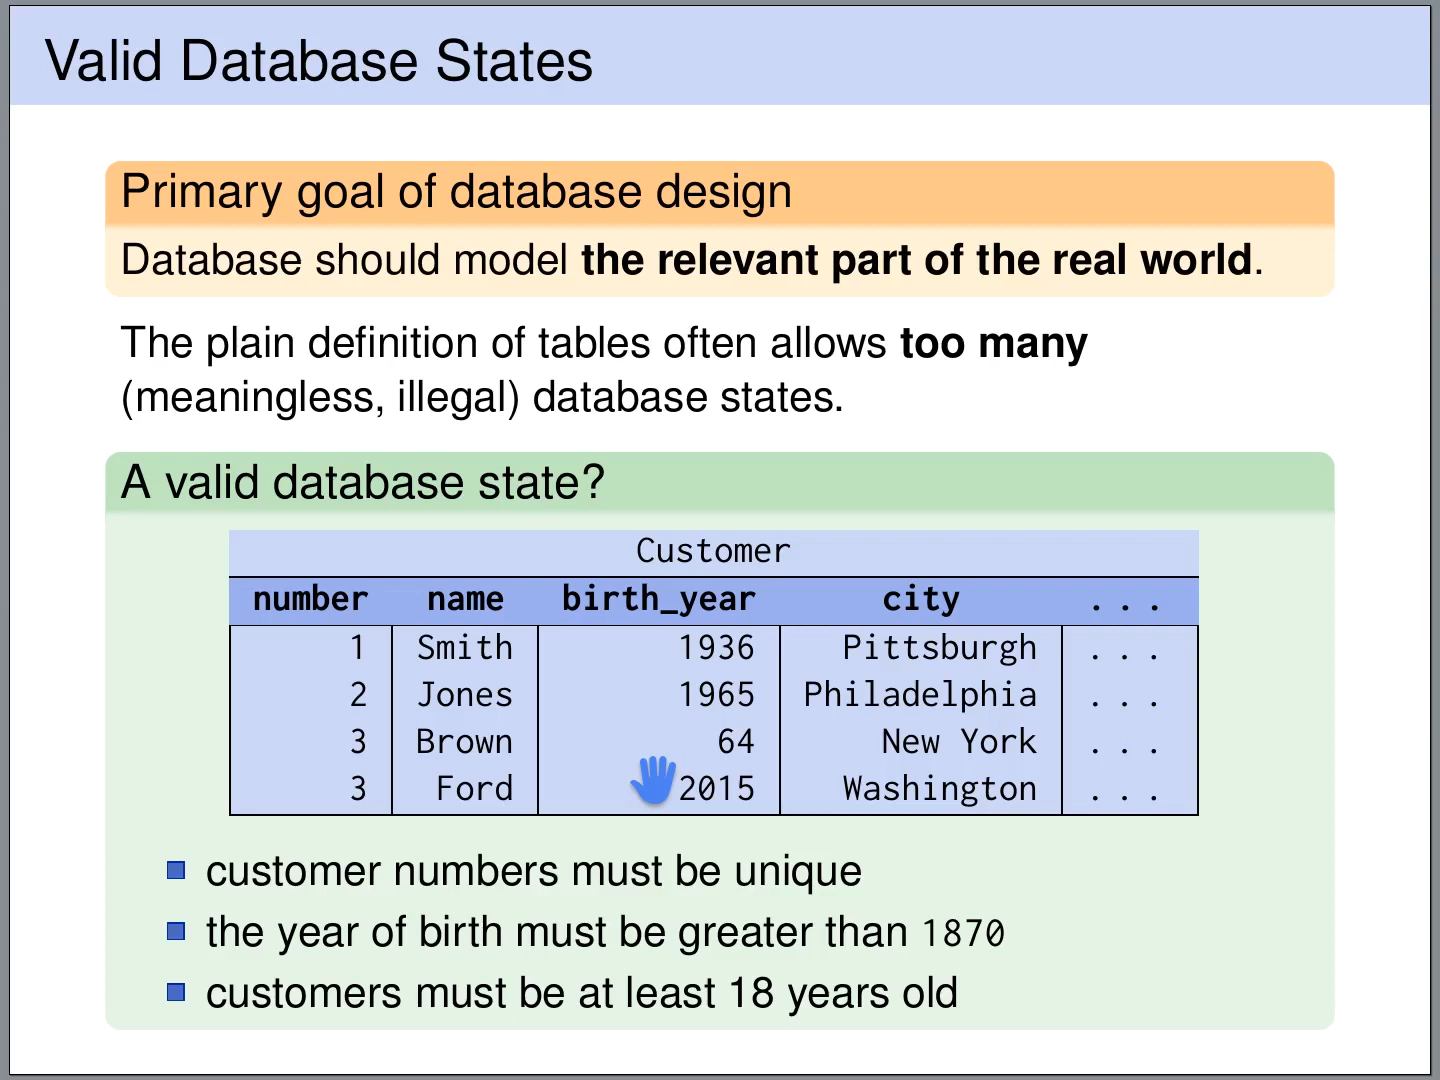 Valid Database States
Primary goal of database design
Database should model the relevant part of the real world.
The plain definition of tables often allows too many
(meaningless, illegal) database states.
A valid database state?
Customer
number name birth_year city ...
1 Smith 1936 Pittsburgh ...
2 Jones 1965 Philadelphia ...
3 Brown 64 New York ...
3 Ford 2015 Washington ...
customer numbers must be unique
the year of birth must be greater than 1870
customers must be at least 18 years old